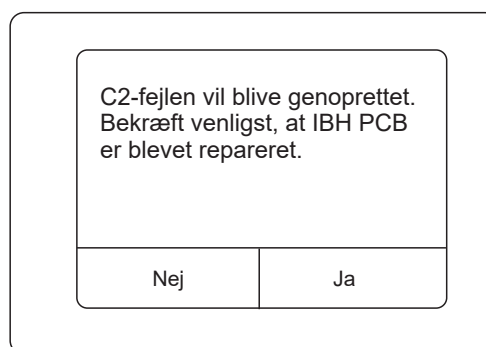 C2-fejlen vil blive genoprettet.
Bekræft venligst, at IBH PCB
er blevet repareret.
Nej
Ja